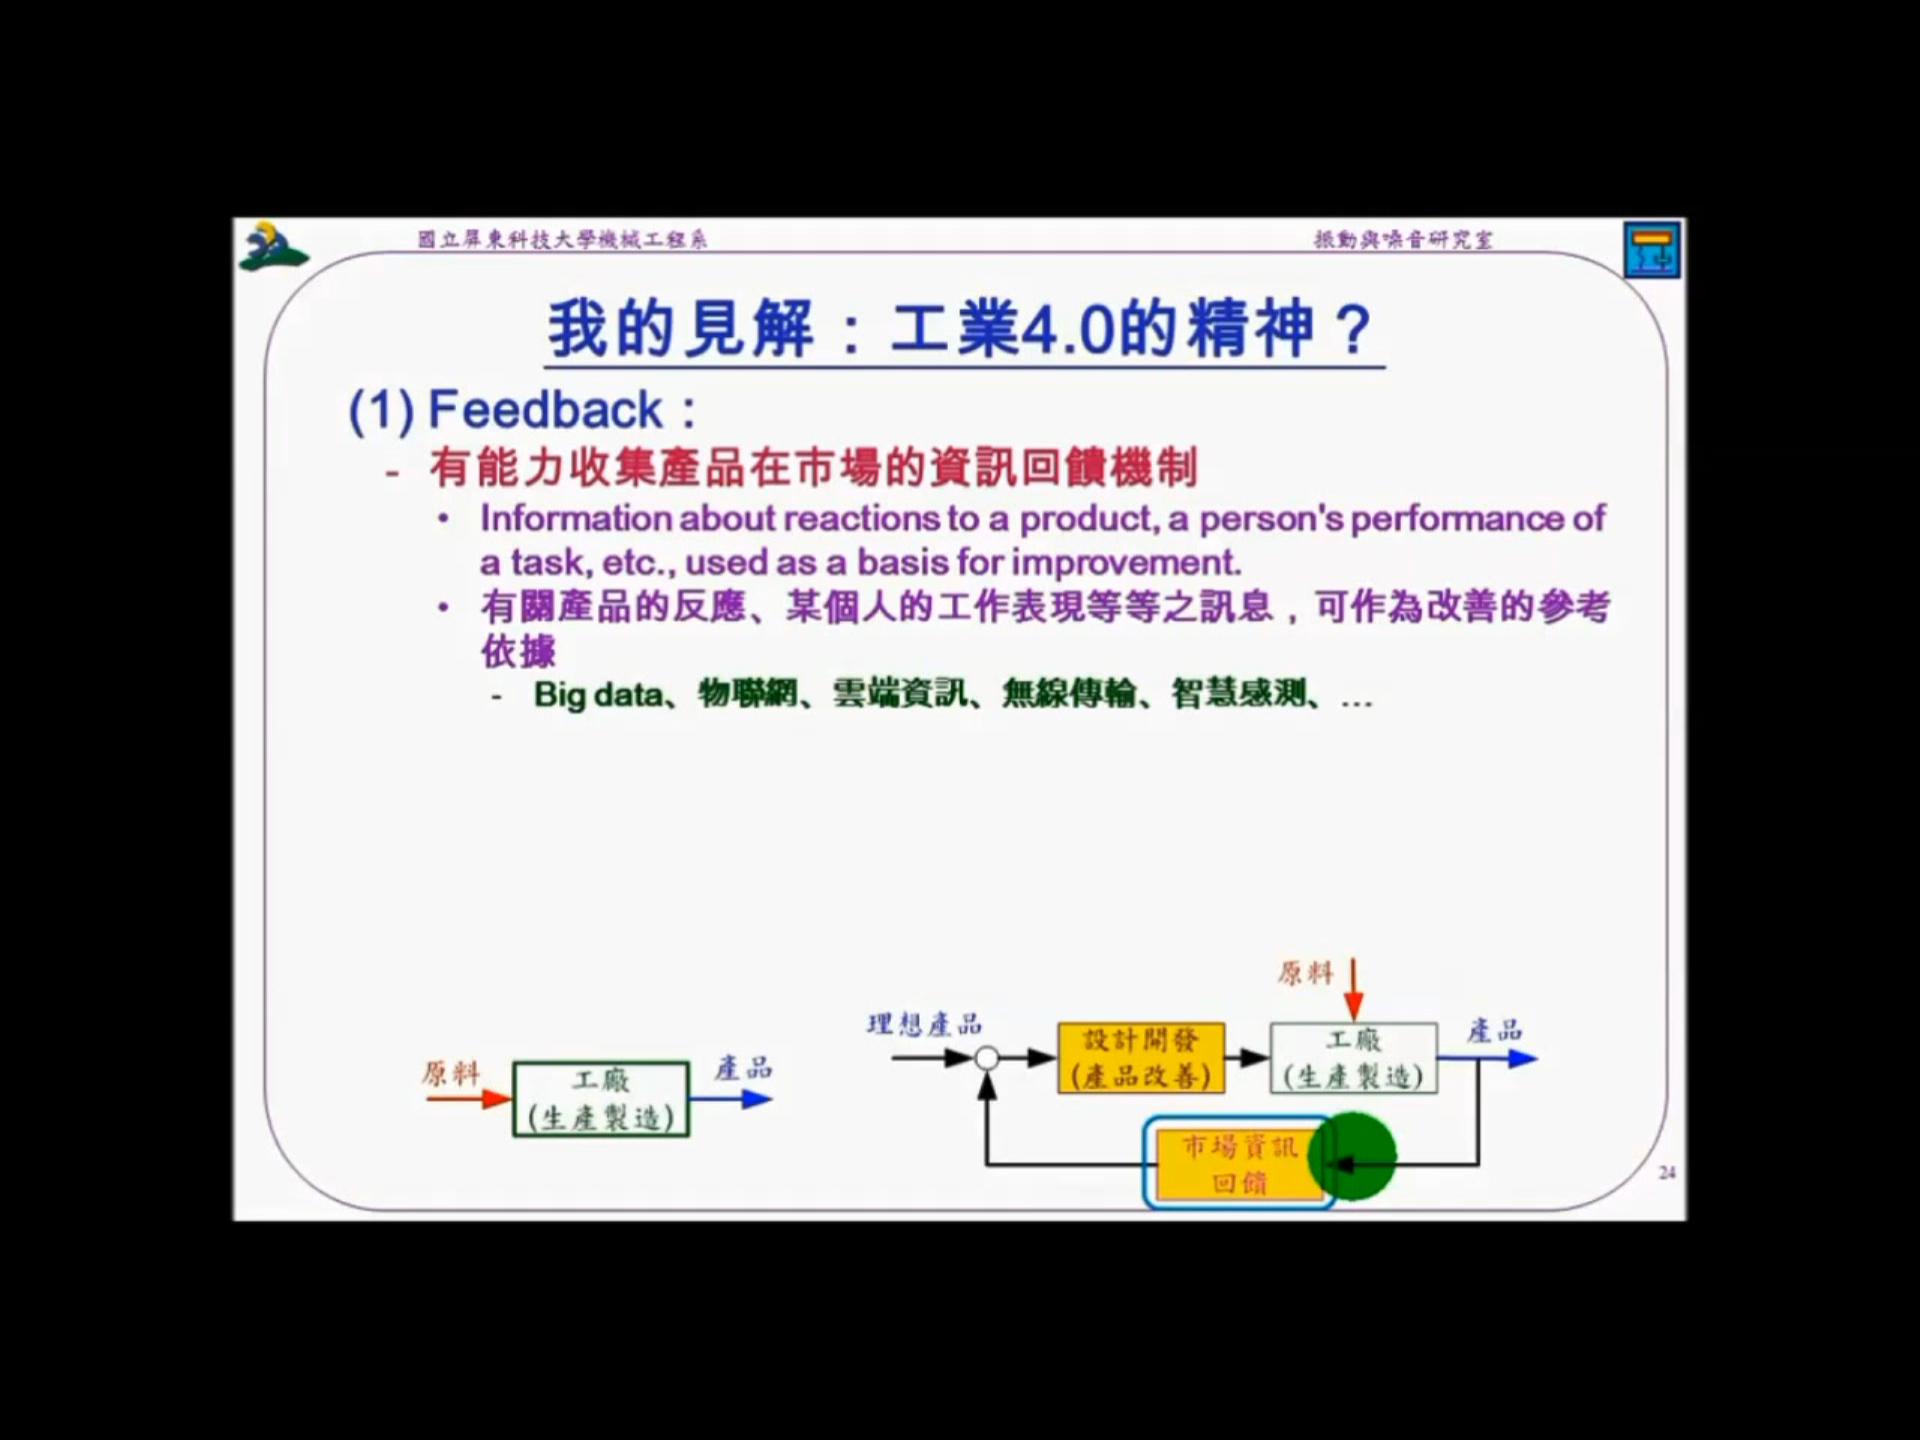 國立屏東科技大學機械工程系
振動與噪音研究室
我的見解：工業4.0的精神？
(1) Feedback：
- 有能力收集產品在市場的資訊回饋機制
• Information about reactions to a product, a person's performance of
a task, etc., used as a basis for improvement.
• 有關產品的反應、某個人的工作表現等等之訊息，可作為改善的參考
依據
- Big data、物聯網、雲端資訊、無線傳輸、智慧感測、…
原料
工廠
(生產製造)
產品
理想產品
設計開發
(產品改善)
原料
工廠
(生產製造)
產品
市場資訊
回饋
24